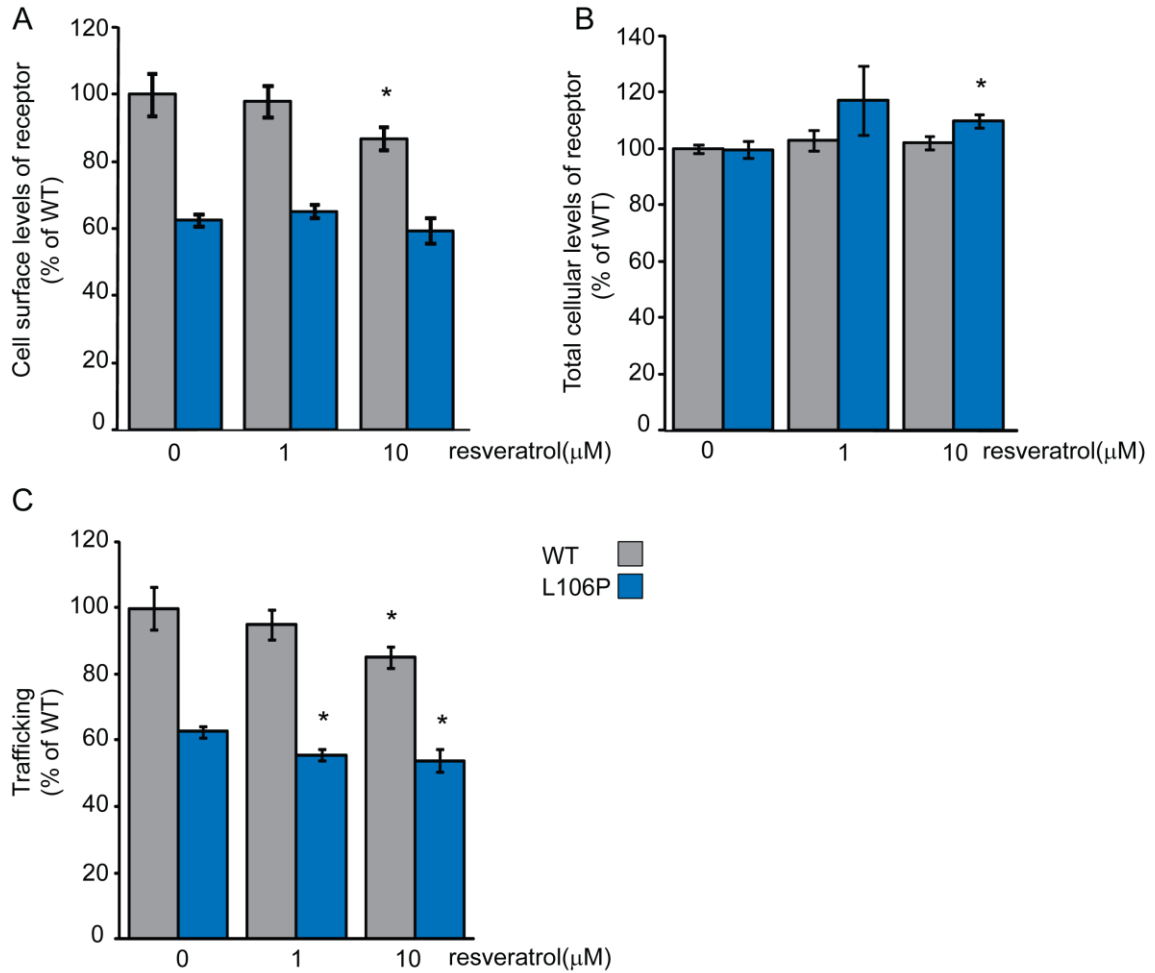 A
Cell surface levels of receptor
(% of WT)
120
100
80
60
40
20
0
*
0 1 10 resveratrol(μM)
B
Total cellular levels of receptor
(% of WT)
140
120
100
80
60
40
20
0
*
0 1 10 resveratrol(μM)
C
Trafficking
(% of WT)
120
100
80
60
40
20
0
*
* *
0 1 10 resveratrol(μM)
WT
L106P